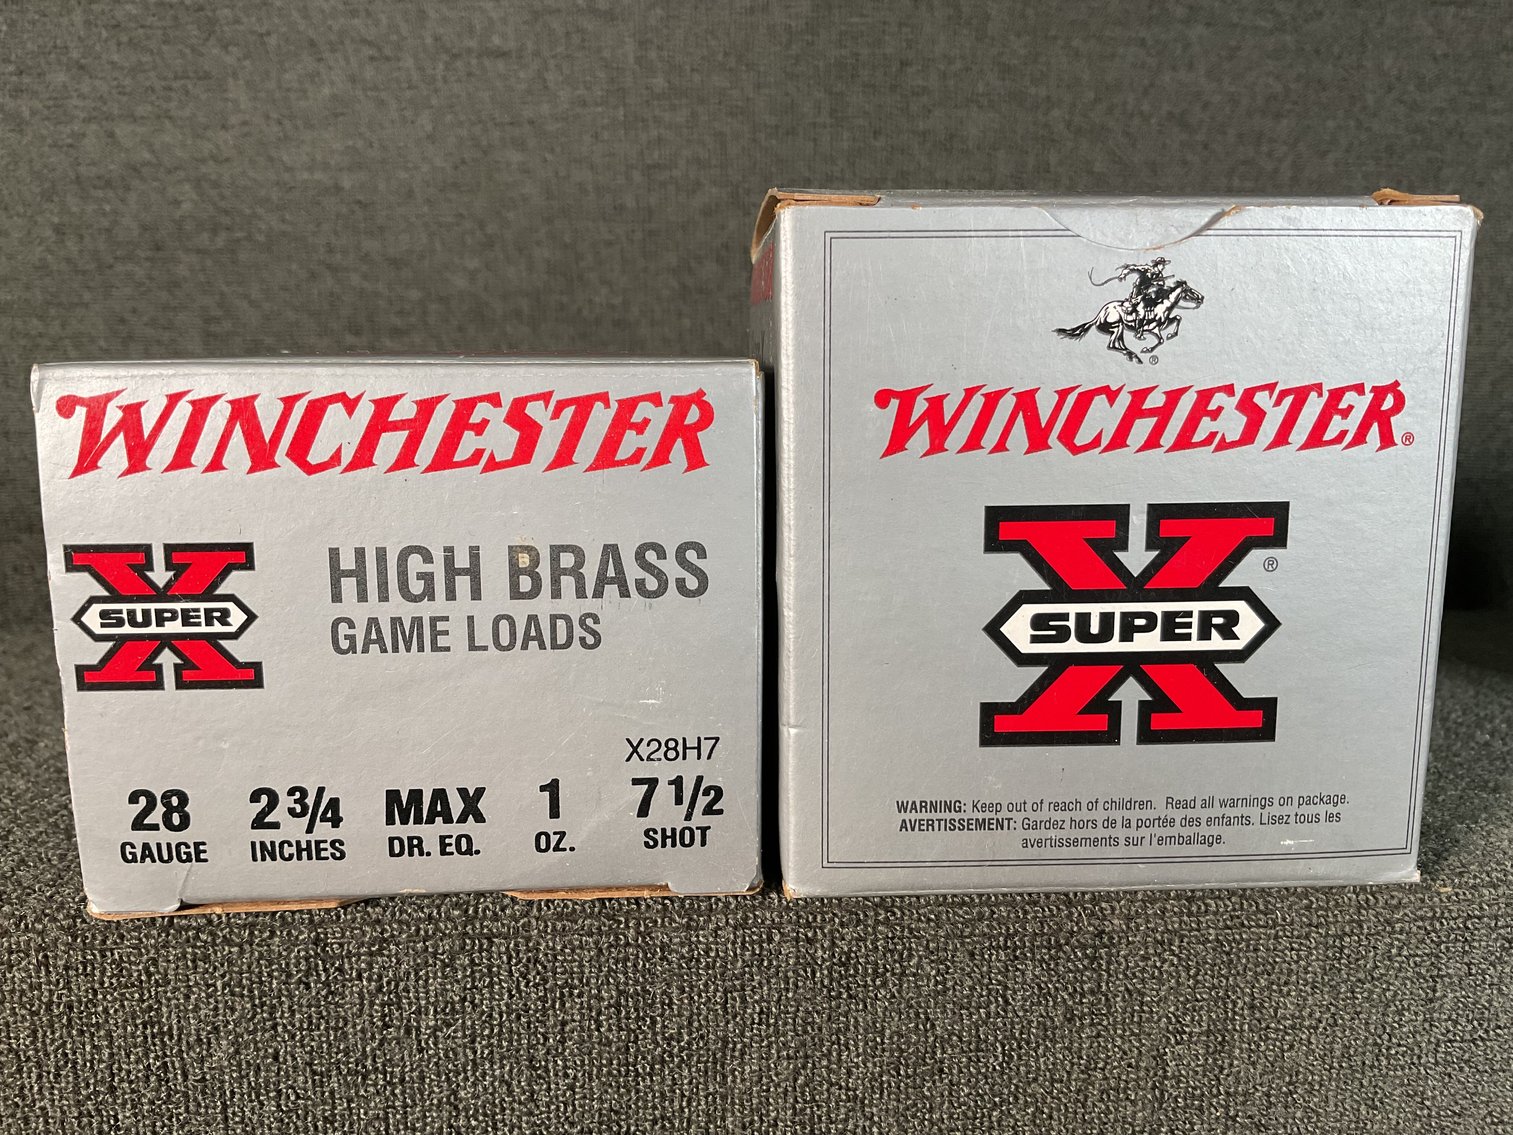 WINCHESTER
X
SUPER
HIGH BRASS
GAME LOADS
X28H7
28 2 3/4 MAX 1 7 1/2
GAUGE INCHES DR. EQ. OZ. SHOT
®
WINCHESTER®
X®
SUPER
WARNING: Keep out of reach of children. Read all warnings on package.
AVERTISSEMENT: Gardez hors de la portée des enfants. Lisez tous les
avertissements sur l'emballage.